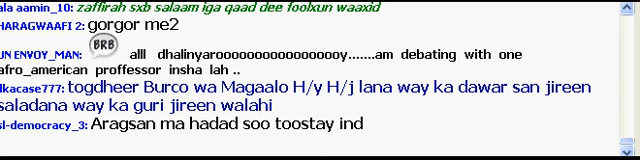 ala aamin_10: zaffirah sxb salaam iga qaad dee foolxun waaxid
HARAGWAAFI 2: gorgor me2
UN ENVOY_MAN: BRB alll dhalinyaroooooooooooooooooy.......am debating with one
afro_american proffessor insha lah ..
lkacase777: togdheer Burco wa Magaalo H/y H/j lana way ka dawar san jireen
saladana way ka guri jireen walahi
sl-democracy_3: Aragsan ma hadad soo toostay ind